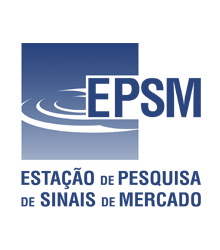 EPSM
ESTAÇÃO DE PESQUISA
DE SINAIS DE MERCADO